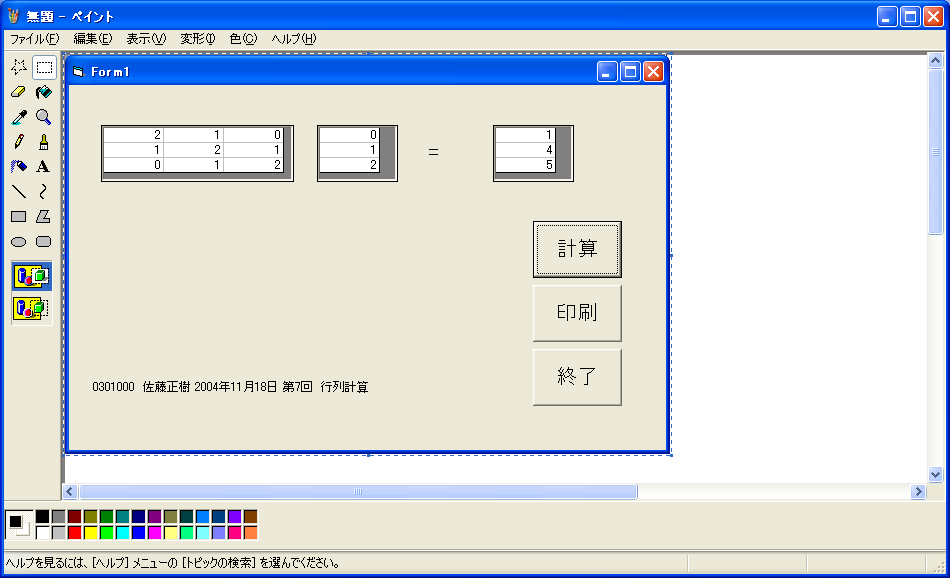 無題 - ペイント
ファイル(F) 編集(E) 表示(V) 変形(I) 色(C) ヘルプ(H)
Form1
2 1 0 0 1
1 2 1 1 = 4
0 1 2 2 5
計算
印刷
終了
0301000 佐藤正樹 2004年11月18日 第7回 行列計算
A
ヘルプを見るには、[ヘルプ] メニューの [トピックの検索] を選んでください。